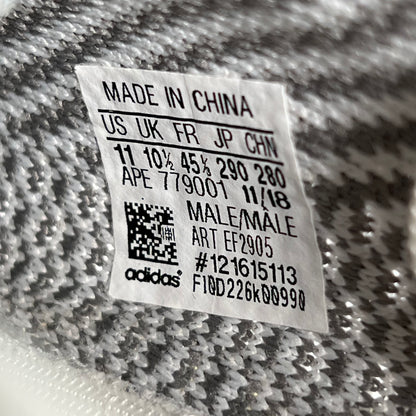 MADE IN CHINA
US UK FR JP CHN
11 10½ 45⅓ 290 280
APE 779001 11/18
MALE/MALE
ART EF2905
#121615113
adidas FI0D226K00990